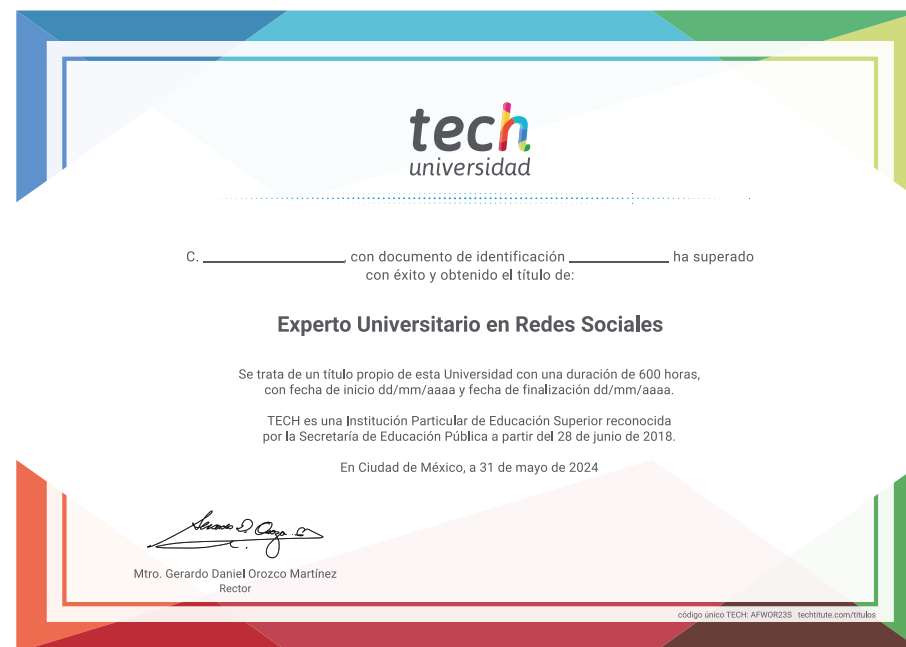 tech
universidad
C. ____________, con documento de identificación ____________ ha superado
con éxito y obtenido el título de:
Experto Universitario en Redes Sociales
Se trata de un título propio de esta Universidad con una duración de 600 horas,
con fecha de inicio dd/mm/aaaa y fecha de finalización dd/mm/aaaa.
TECH es una Institución Particular de Educación Superior reconocida
por la Secretaría de Educación Pública a partir del 28 de junio de 2018.
En Ciudad de México, a 31 de mayo de 2024
Mtro. Gerardo Daniel Orozco Martínez
Rector
código único TECH: AFWOR23S techtitute.com/titulos